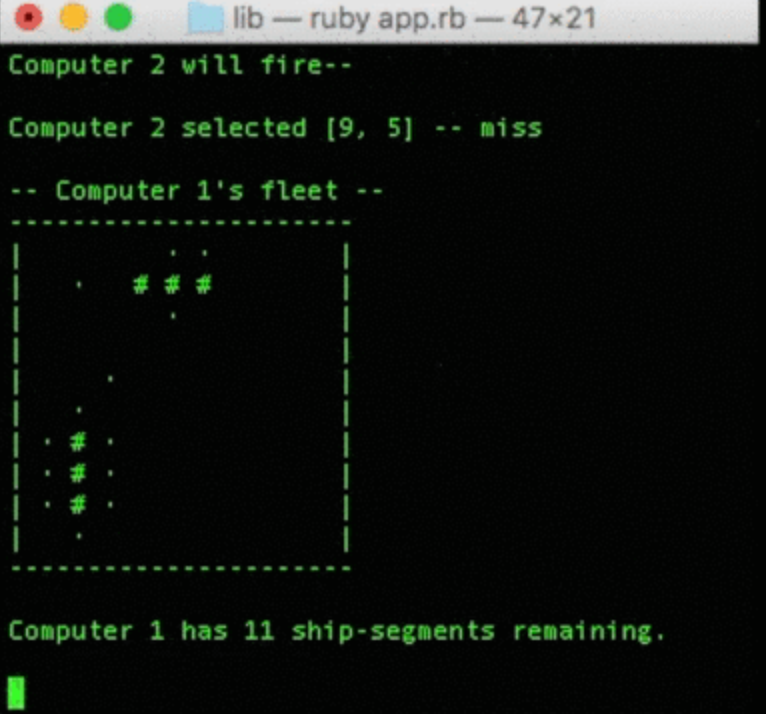 lib — ruby app.rb — 47×21
Computer 2 will fire--
Computer 2 selected [9, 5] -- miss
-- Computer 1's fleet --
----------------------
|         · ·        |
|   ·   # # #        |
|         ·          |
|                    |
|     ·              |
|   ·                |
| · # ·              |
| · # ·              |
| · # ·              |
|   ·                |
----------------------
Computer 1 has 11 ship-segments remaining.